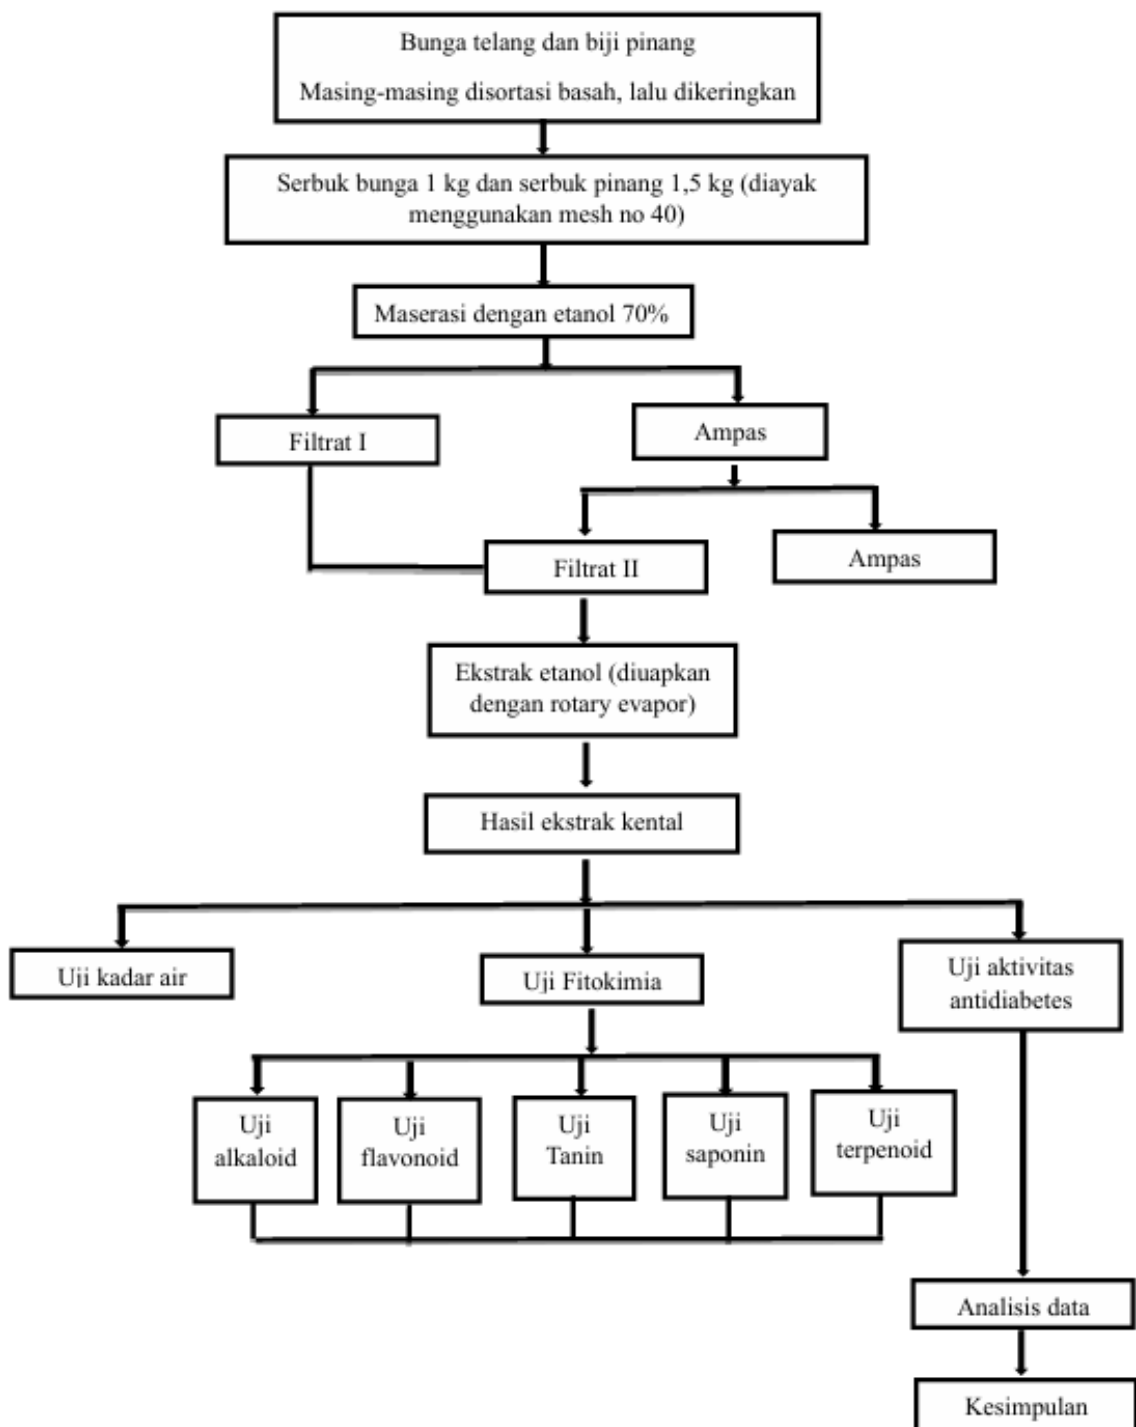 Bunga telang dan biji pinang
Masing-masing disortasi basah, lalu dikeringkan
Serbuk bunga 1 kg dan serbuk pinang 1,5 kg (diayak
menggunakan mesh no 40)
Maserasi dengan etanol 70%
Filtrat I
Ampas
Filtrat II
Ampas
Ekstrak etanol (diuapkan
dengan rotary evapor)
Hasil ekstrak kental
Uji kadar air
Uji Fitokimia
Uji aktivitas
antidiabetes
Uji
alkaloid
Uji
flavonoid
Uji
Tanin
Uji
saponin
Uji
terpenoid
Analisis data
Kesimpulan